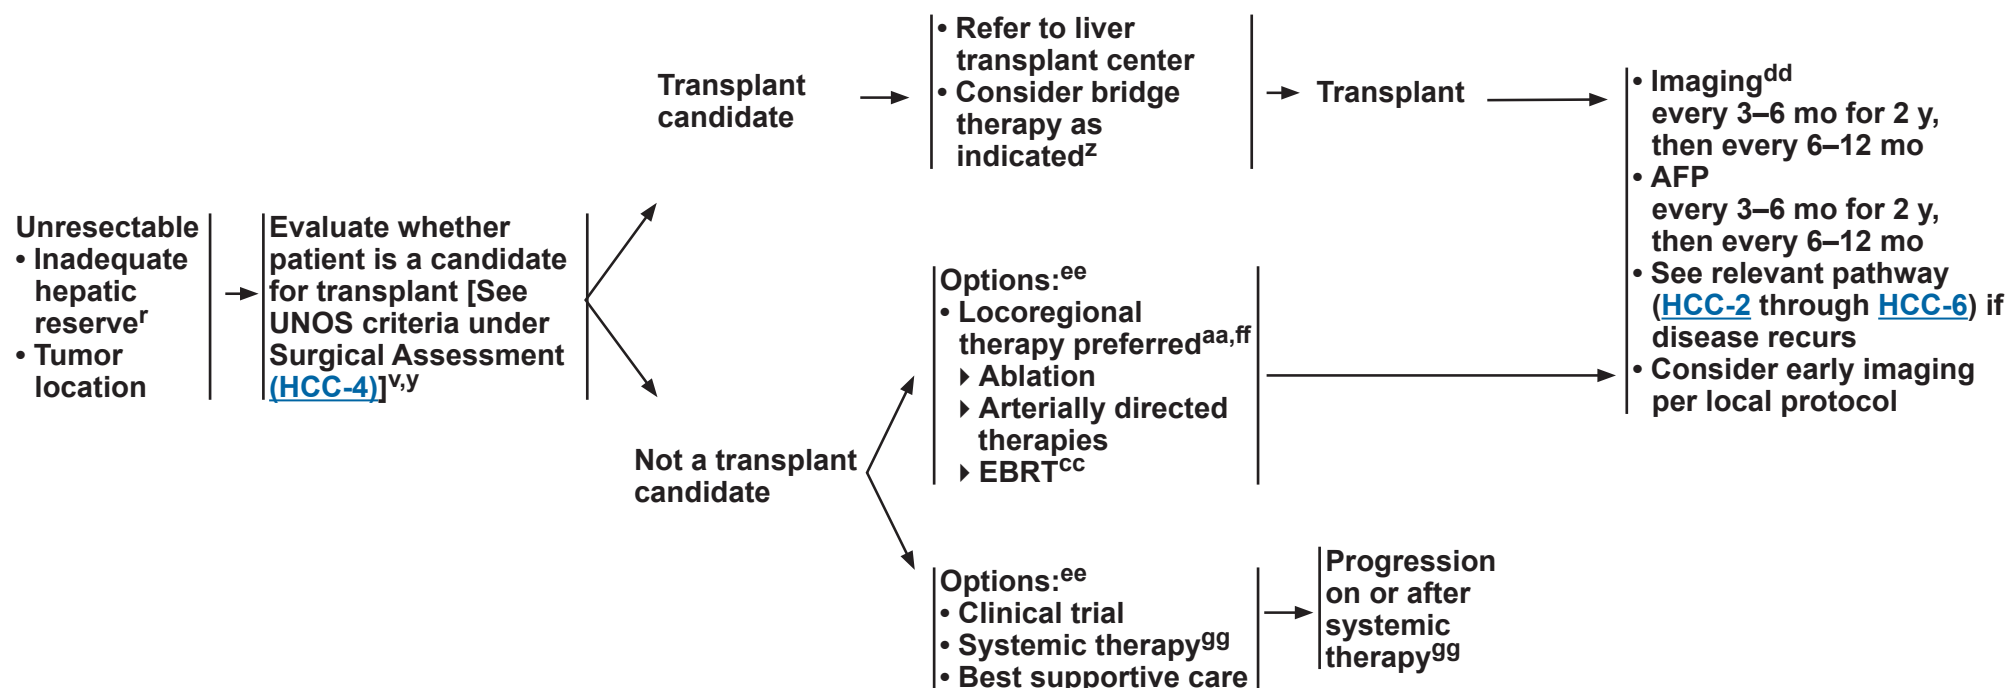 Unresectable
• Inadequate
hepatic
reserveʳ
• Tumor
location
Evaluate whether
patient is a candidate
for transplant [See
UNOS criteria under
Surgical Assessment
(HCC-4)]ᵛ,ʸ
Transplant
candidate
• Refer to liver
transplant center
• Consider bridge
therapy as
indicatedᶻ
Transplant
Not a transplant
candidate
Options:ᵉᵉ
• Locoregional
therapy preferredᵃᵃ,ᶠᶠ
▸ Ablation
▸ Arterially directed
therapies
▸ EBRTᶜᶜ
• Imagingᵈᵈ
every 3–6 mo for 2 y,
then every 6–12 mo
• AFP
every 3–6 mo for 2 y,
then every 6–12 mo
• See relevant pathway
(HCC-2 through HCC-6) if
disease recurs
• Consider early imaging
per local protocol
Options:ᵉᵉ
• Clinical trial
• Systemic therapyᵍᵍ
• Best supportive care
Progression
on or after
systemic
therapyᵍᵍ